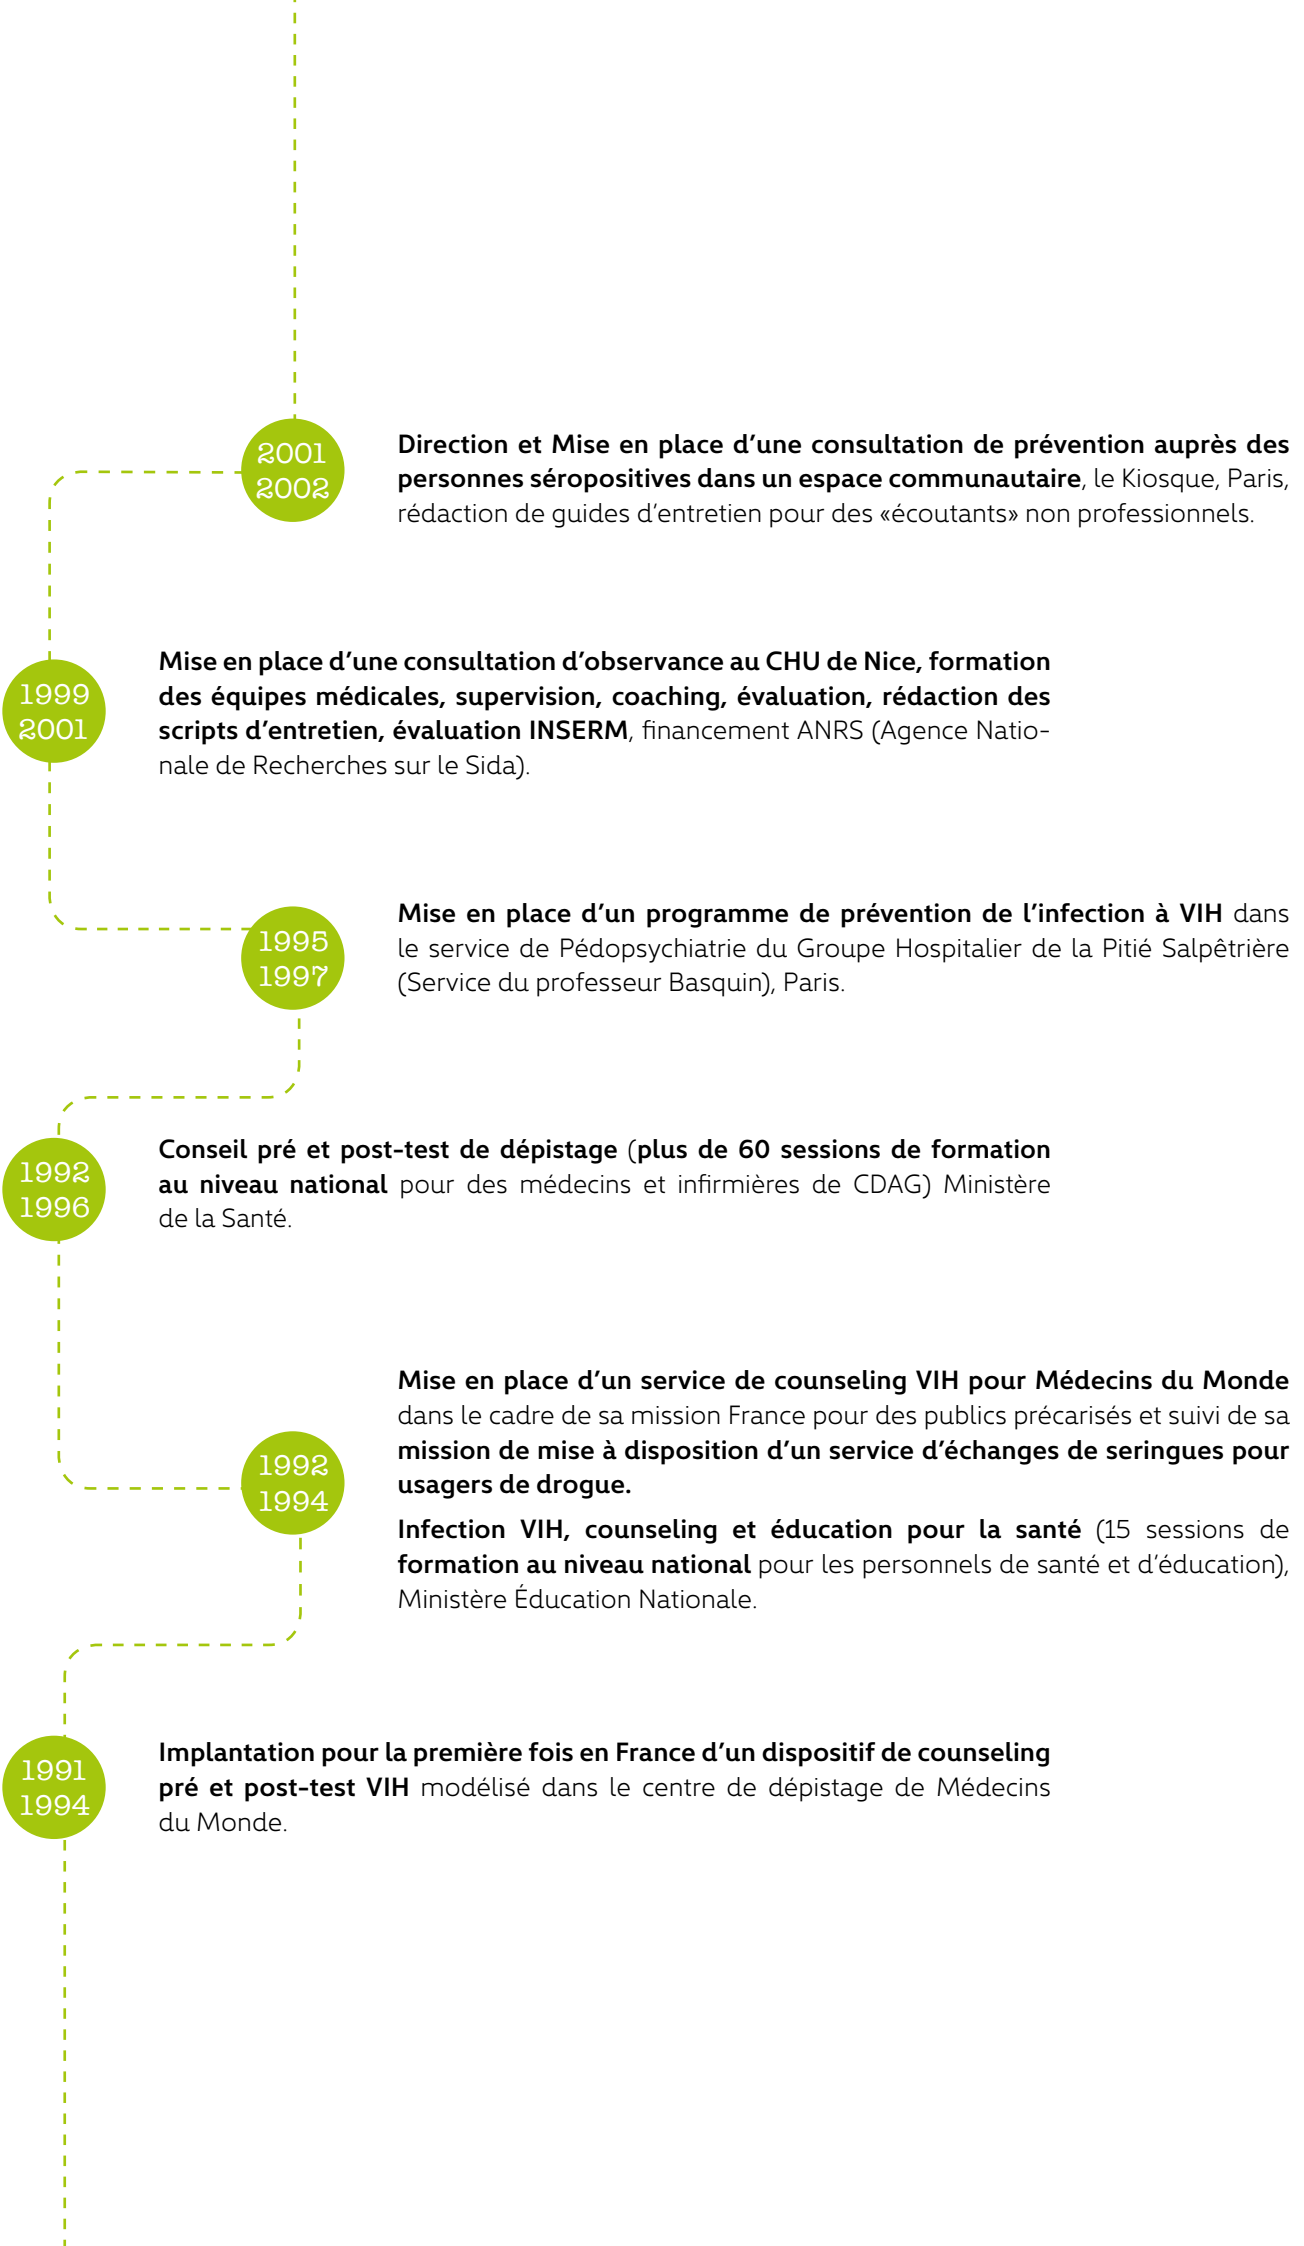 2001
2002
Direction et Mise en place d’une consultation de prévention auprès des
personnes séropositives dans un espace communautaire, le Kiosque, Paris,
rédaction de guides d’entretien pour des «écoutants» non professionnels.
1999
2001
Mise en place d’une consultation d’observance au CHU de Nice, formation
des équipes médicales, supervision, coaching, évaluation, rédaction des
scripts d’entretien, évaluation INSERM, financement ANRS (Agence Natio-
nale de Recherches sur le Sida).
1995
1997
Mise en place d’un programme de prévention de l’infection à VIH dans
le service de Pédopsychiatrie du Groupe Hospitalier de la Pitié Salpêtrière
(Service du professeur Basquin), Paris.
1992
1996
Conseil pré et post-test de dépistage (plus de 60 sessions de formation
au niveau national pour des médecins et infirmières de CDAG) Ministère
de la Santé.
1992
1994
Mise en place d’un service de counseling VIH pour Médecins du Monde
dans le cadre de sa mission France pour des publics précarisés et suivi de sa
mission de mise à disposition d’un service d’échanges de seringues pour
usagers de drogue.
Infection VIH, counseling et éducation pour la santé (15 sessions de
formation au niveau national pour les personnels de santé et d’éducation),
Ministère Éducation Nationale.
1991
1994
Implantation pour la première fois en France d’un dispositif de counseling
pré et post-test VIH modélisé dans le centre de dépistage de Médecins
du Monde.